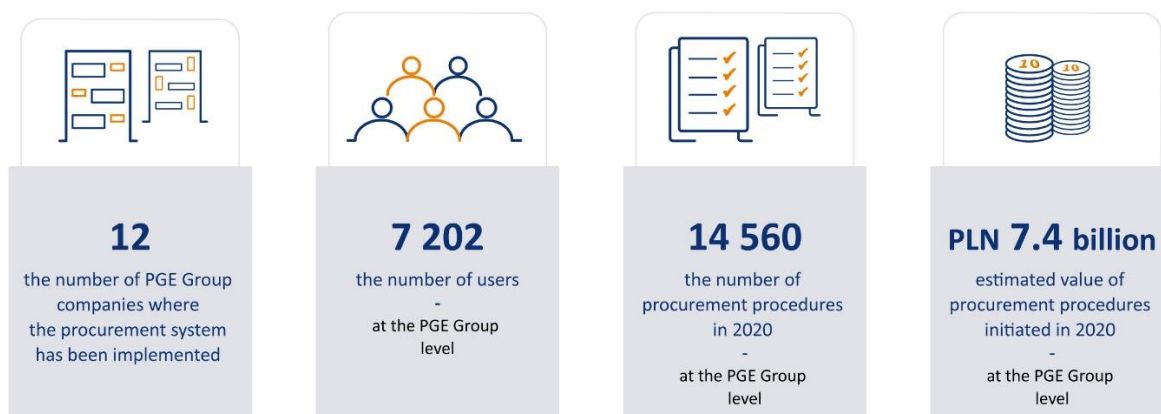 12
the number of PGE Group
companies where
the procurement system
has been implemented
7 202
the number of users
-
at the PGE Group
level
10
10
14 560
the number of
procurement procedures
in 2020
-
at the PGE Group
level
PLN 7.4 billion
estimated value of
procurement procedures
initiated in 2020
-
at the PGE Group
level